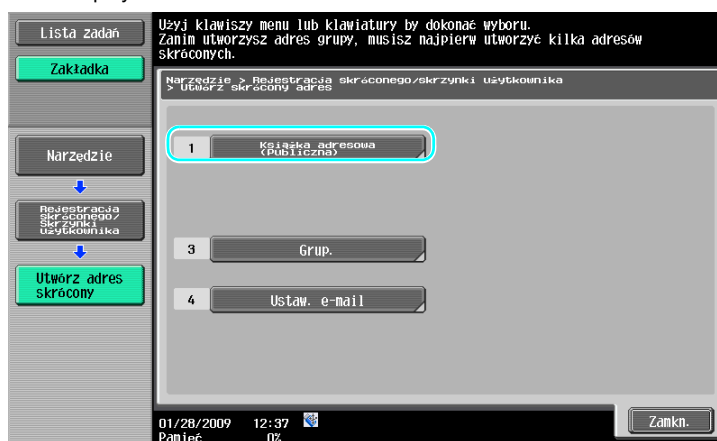 Lista zadań
Zakładka
Użyj klawiszy menu lub klawiatury by dokonać wyboru.
Zanim utworzysz adres grupy, musisz najpierw utworzyć kilka adresów
skróconych.
Narzędzie > Rejestracja skróconego/skrzynki użytkownika
> Utwórz skrócony adres
Narzędzie
Rejestracja
skróconego/
Skrzynki
użytkownika
Utwórz adres
skrócony
1 Książka adresowa
(Publiczna)
3 Grup.
4 Ustaw. e-mail
01/28/2009 12:37
Pamięć 0%
Zamkn.